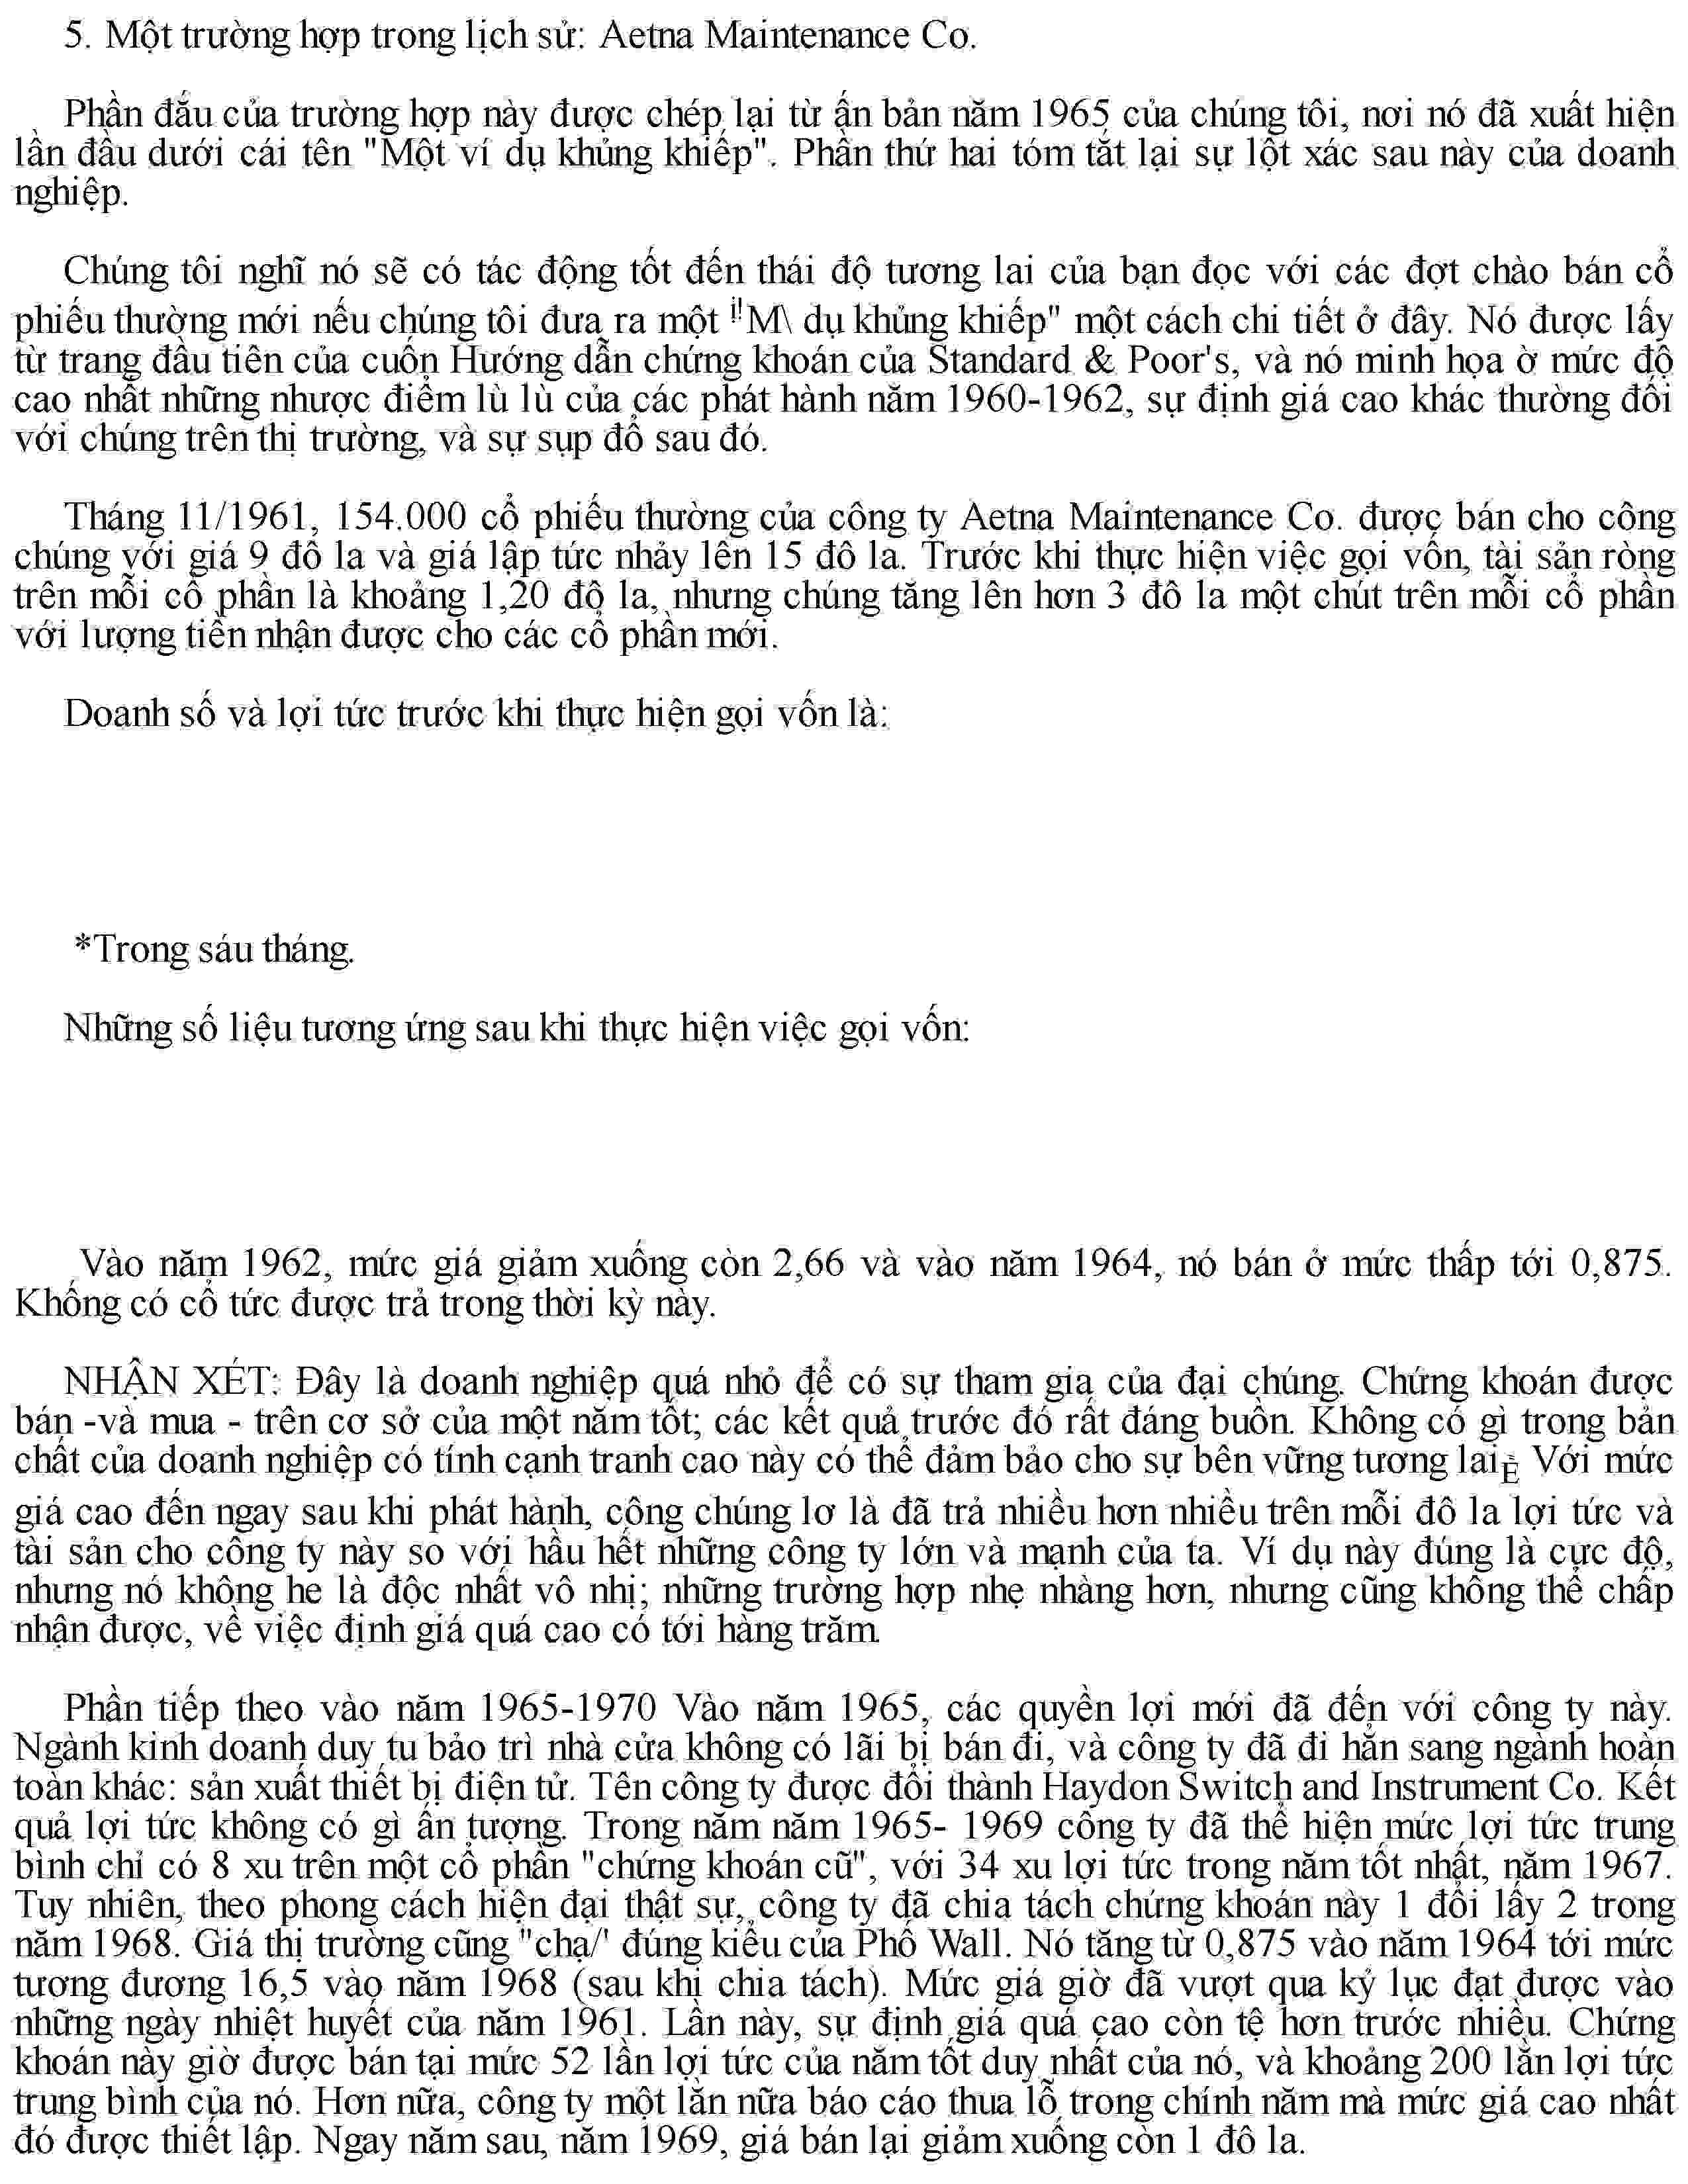 5. Một trường hợp trong lịch sử: Aetna Maintenance Co.
Phần đấu của trường hợp này được chép lại từ ấn bản năm 1965 của chúng tôi, nơi nó đã xuất hiện
lần đầu dưới cái tên "Một ví dụ khủng khiếp". Phần thứ hai tóm tắt lại sự lột xác sau này của doanh
nghiệp.
Chúng tôi nghĩ nó sẽ có tác động tốt đến thái độ tương lai của bạn đọc với các đợt chào bán cổ
phiếu thường mới nếu chúng tôi đưa ra một "M\ dụ khủng khiếp" một cách chi tiết ở đây. Nó được lấy
từ trang đầu tiên của cuốn Hướng dẫn chứng khoán của Standard & Poor's, và nó minh họa ờ mức độ
cao nhất những nhược điểm lù lù của các phát hành năm 1960-1962, sự định giá cao khác thường đối
với chúng trên thị trường, và sự sụp đổ sau đó.
Tháng 11/1961, 154.000 cổ phiếu thường của công ty Aetna Maintenance Co. được bán cho công
chúng với giá 9 đô la và giá lập tức nhảy lên 15 đô la. Trước khi thực hiện việc gọi vốn, tài sản ròng
trên mỗi cổ phần là khoảng 1,20 đô la, nhưng chúng tăng lên hơn 3 đô la một chút trên mỗi cổ phần
với lượng tiền nhận được cho các cổ phần mới.
Doanh số và lợi tức trước khi thực hiện gọi vốn là:
*Trong sáu tháng.
Những số liệu tương ứng sau khi thực hiện việc gọi vốn:
Vào năm 1962, mức giá giảm xuống còn 2,66 và vào năm 1964, nó bán ở mức thấp tới 0,875.
Không có cổ tức được trả trong thời kỳ này.
NHẬN XÉT: Đây là doanh nghiệp quá nhỏ để có sự tham gia của đại chúng. Chứng khoán được
bán -và mua - trên cơ sở của một năm tốt; các kết quả trước đó rất đáng buồn. Không có gì trong bản
chất của doanh nghiệp có tính cạnh tranh cao này có thể đảm bảo cho sự bền vững tương lai Với mức
giá cao đến ngay sau khi phát hành, công chúng lơ là đã trả nhiều hơn nhiều trên mỗi đô la lợi tức và
tài sản cho công ty này so với hầu hết những công ty lớn và mạnh của ta. Ví dụ này đúng là cực độ,
nhưng nó không he là độc nhất vô nhị; những trường hợp nhẹ nhàng hơn, nhưng cũng không thể chấp
nhận được, về việc định giá quá cao có tới hàng trăm.
Phần tiếp theo vào năm 1965-1970 Vào năm 1965, các quyền lợi mới đã đến với công ty này.
Ngành kinh doanh duy tu bảo trì nhà cửa không có lãi bị bán đi, và công ty đã đi hẳn sang ngành hoàn
toàn khác: sản xuất thiết bị điện tử. Tên công ty được đổi thành Haydon Switch and Instrument Co. Kết
quả lợi tức không có gì ấn tượng. Trong năm năm 1965- 1969 công ty đã thể hiện mức lợi tức trung
bình chỉ có 8 xu trên một cổ phần "chứng khoán cũ", với 34 xu lợi tức trong năm tốt nhất, năm 1967.
Tuy nhiên, theo phong cách hiện đại thật sự, công ty đã chia tách chứng khoán này 1 đổi lấy 2 trong
năm 1968. Giá thị trường cũng "chạ/' đúng kiểu của Phố Wall. Nó tăng từ 0,875 vào năm 1964 tới mức
tương đương 16,5 vào năm 1968 (sau khi chia tách). Mức giá giờ đã vượt qua kỷ lục đạt được vào
những ngày nhiệt huyết của năm 1961. Lần này, sự định giá quá cao còn tệ hơn trước nhiều. Chứng
khoán này giờ được bán tại mức 52 lần lợi tức của năm tốt duy nhất của nó, và khoảng 200 lần lợi tức
trung bình của nó. Hơn nữa, công ty một lần nữa báo cáo thua lỗ trong chính năm mà mức giá cao nhất
đó được thiết lập. Ngay năm sau, năm 1969, giá bán lại giảm xuống còn 1 đô la.